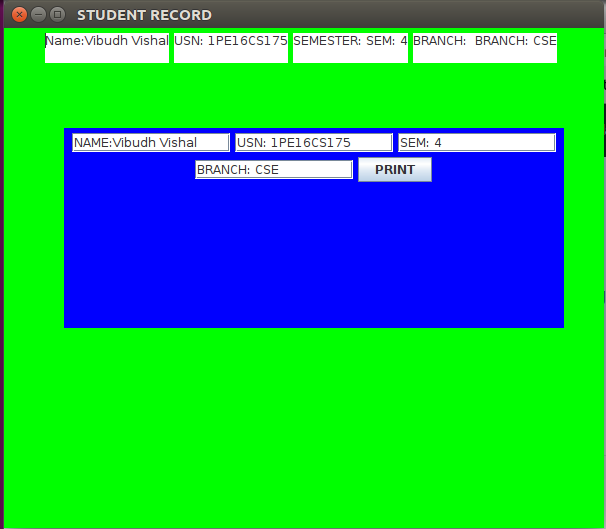 STUDENT RECORD
Name:Vibudh Vishal USN: 1PE16CS175 SEMESTER: SEM: 4 BRANCH:  BRANCH: CSE
NAME:Vibudh Vishal USN: 1PE16CS175 SEM: 4
BRANCH: CSE PRINT